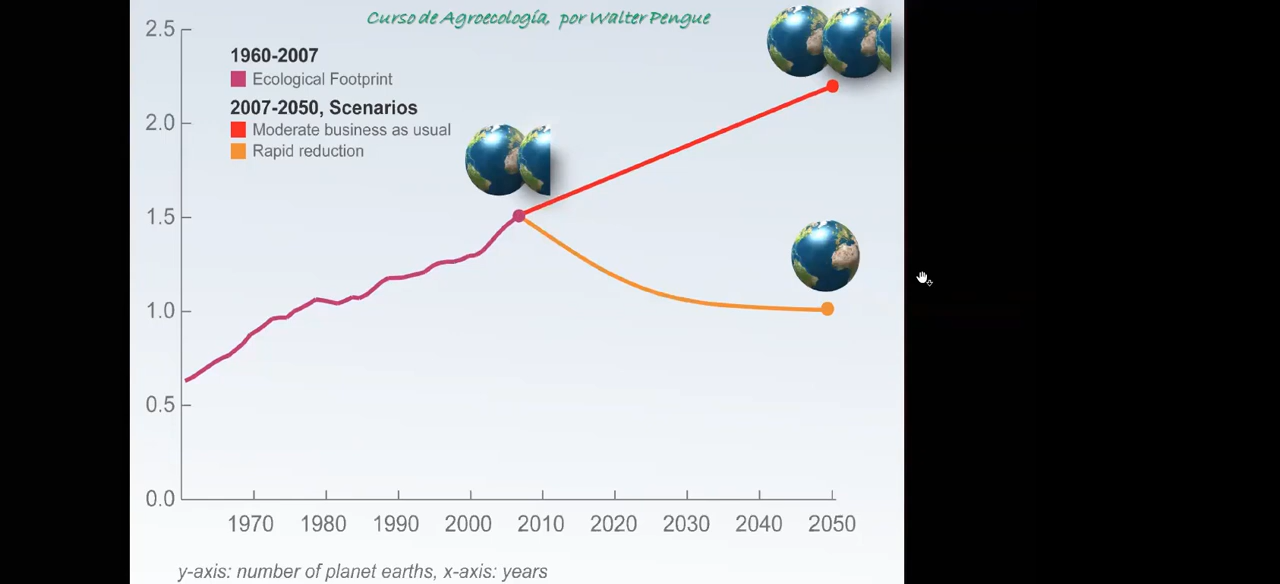 Curso de Agroecología, por Walter Pengue
2.5
1960-2007
Ecological Footprint
2007-2050, Scenarios
2.0
Moderate business as usual
Rapid reduction
1.5
1.0
0.5
0.0
1970 1980 1990 2000 2010 2020 2030 2040 2050
y-axis: number of planet earths, x-axis: years